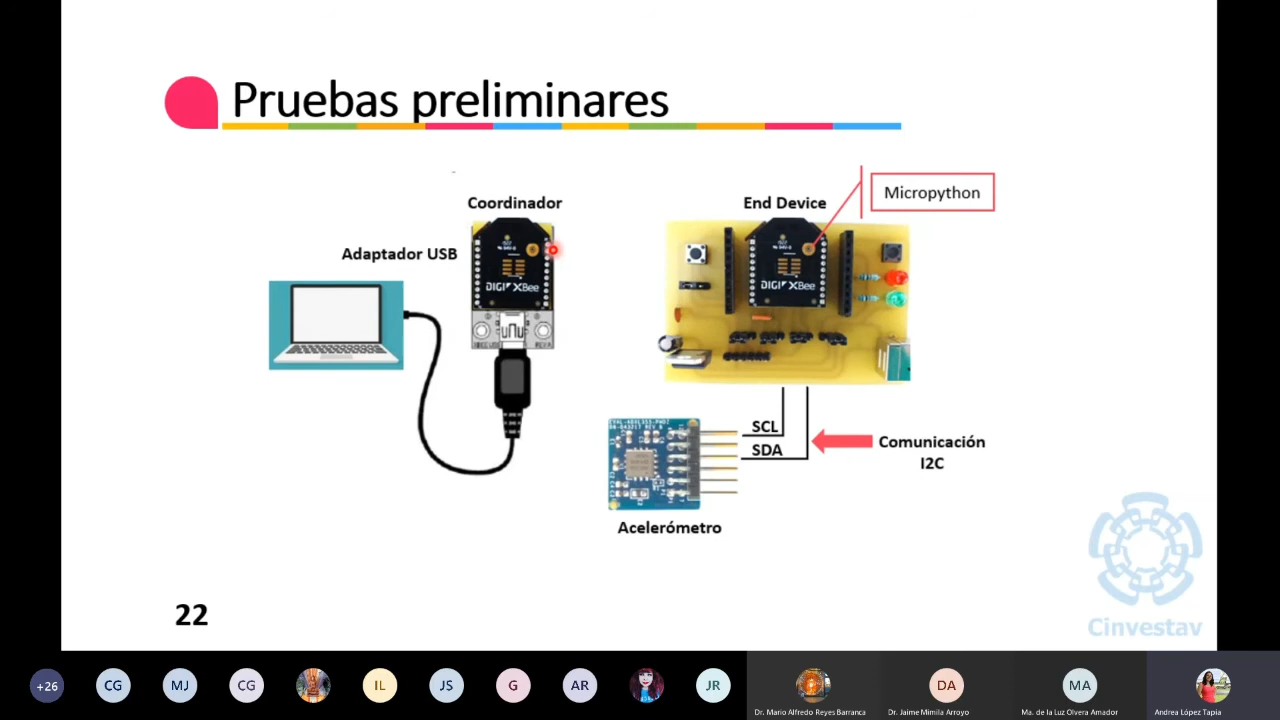 Pruebas preliminares
Coordinador
End Device
Micropython
Adaptador USB
DIGI XBee
DIGI XBee
SCL
SDA
Comunicación
I2C
Acelerómetro
22
Cinvestav
+26
CG
MJ
CG
IL
JS
G
AR
JR
DA
MA
Dr. Mario Alfredo Reyes Barranca
Dr. Jaime Mimila Arroyo
Ma. de la Luz Olvera Amador
Andrea López Tapia